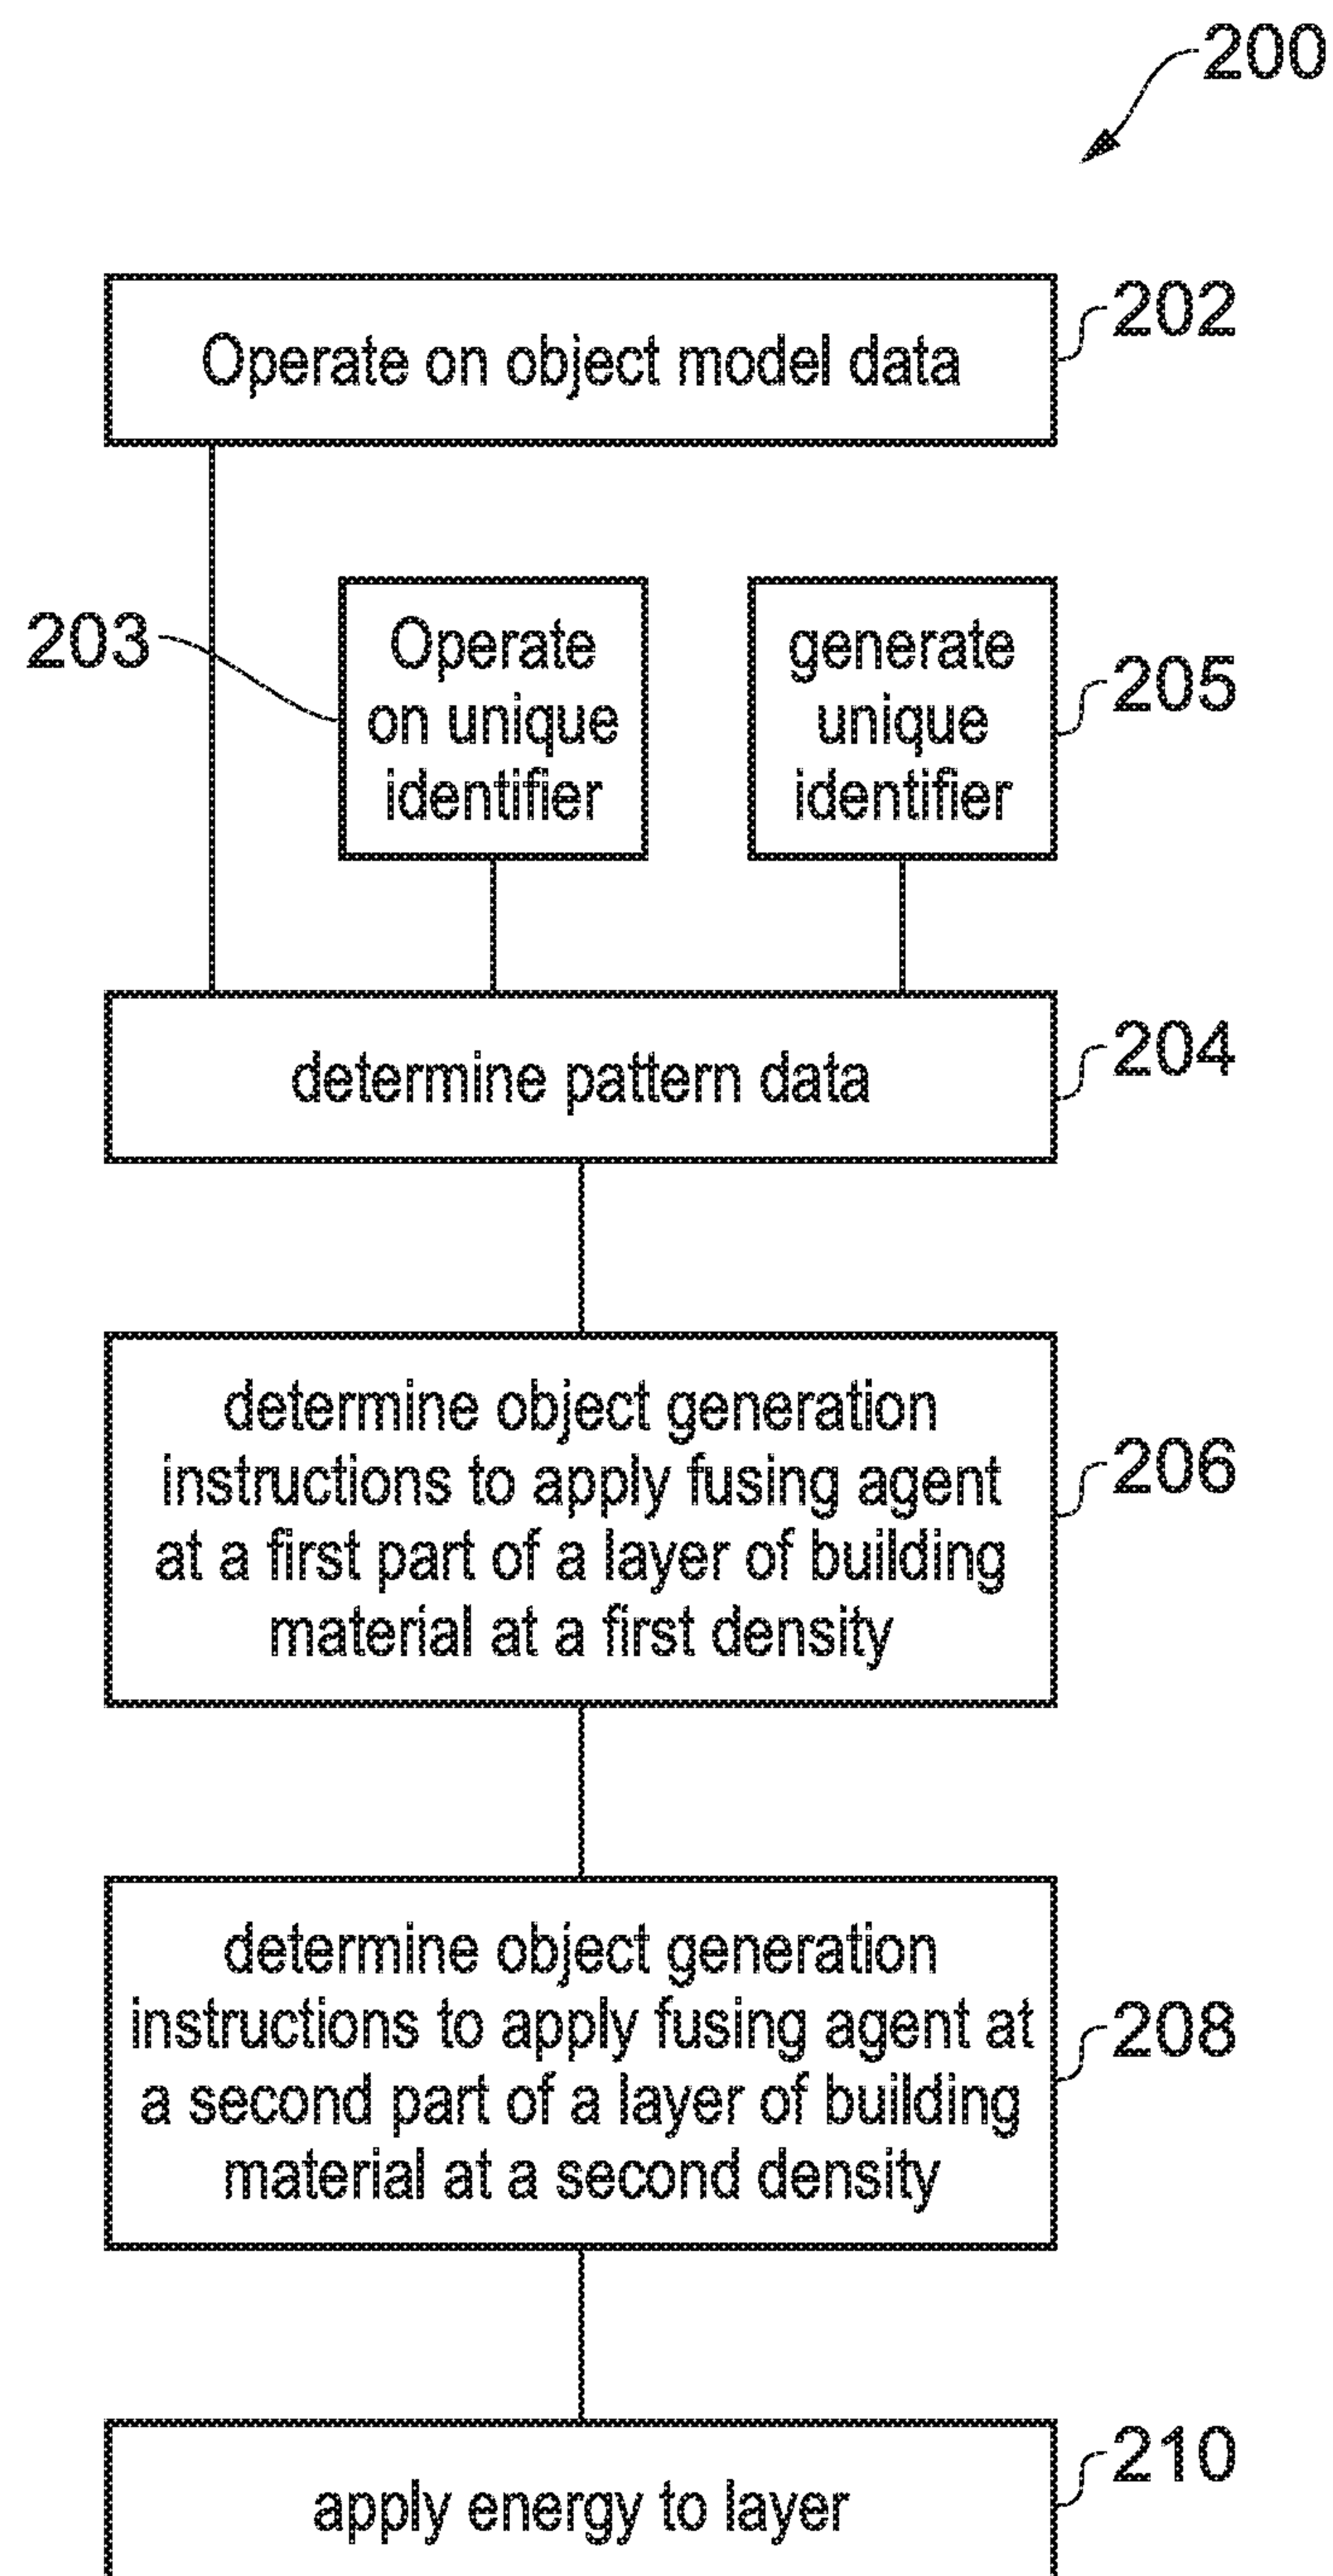 200
Operate on object model data
202
203
Operate
on unique
identifier
generate
unique
identifier
205
determine pattern data
204
determine object generation
instructions to apply fusing agent
at a first part of a layer of building
material at a first density
206
determine object generation
instructions to apply fusing agent at
a second part of a layer of building
material at a second density
208
apply energy to layer
210